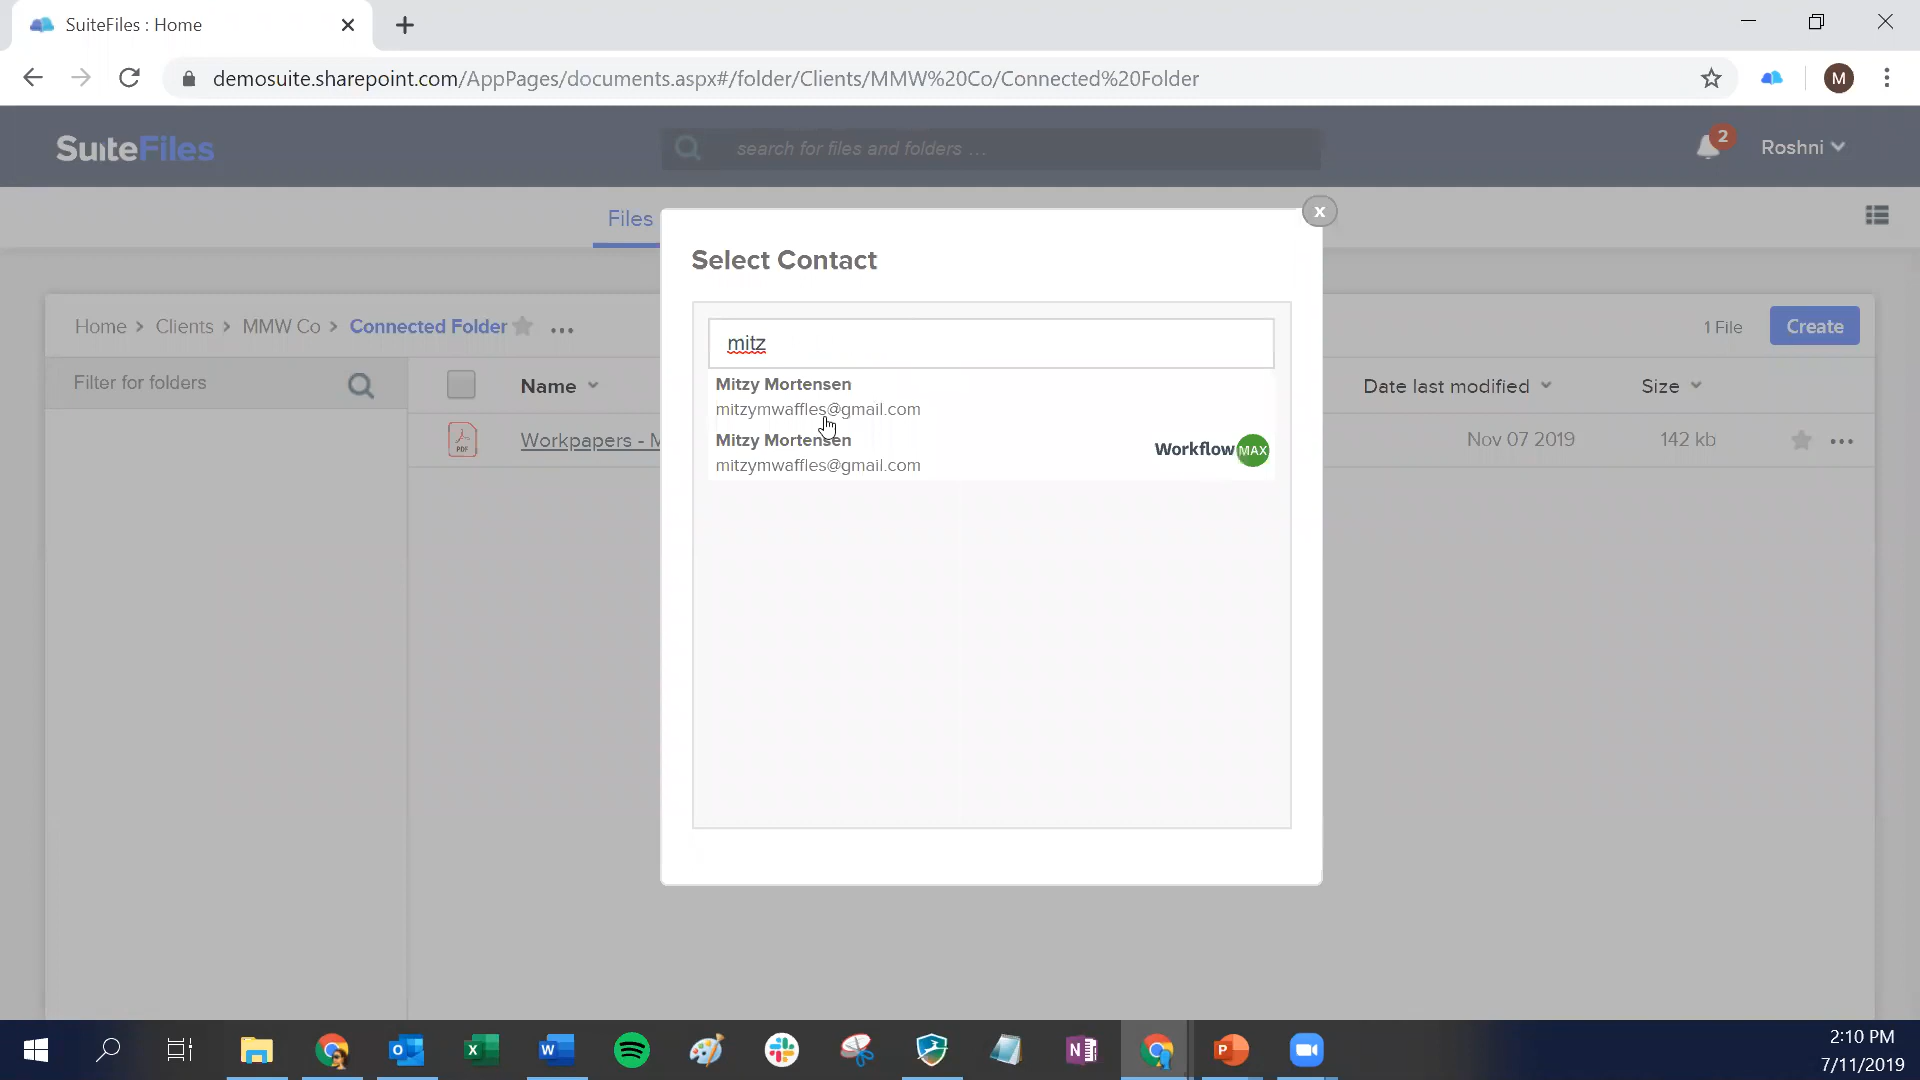 SuiteFiles : Home
demosuite.sharepoint.com/AppPages/documents.aspx#/folder/Clients/MMW%20Co/Connected%20Folder
M
SuiteFiles
search for files and folders ...
2
Roshni
Files
x
Select Contact
Home > Clients > MMW Co > Connected Folder
1 File
Create
mitz
Filter for folders
Name
Date last modified
Size
Mitzy Mortensen
mitzymwaffles@gmail.com
Mitzy Mortensen
mitzymwaffles@gmail.com
WorkflowMAX
PDF
Workpapers - M
Nov 07 2019
142 kb
2:10 PM
7/11/2019